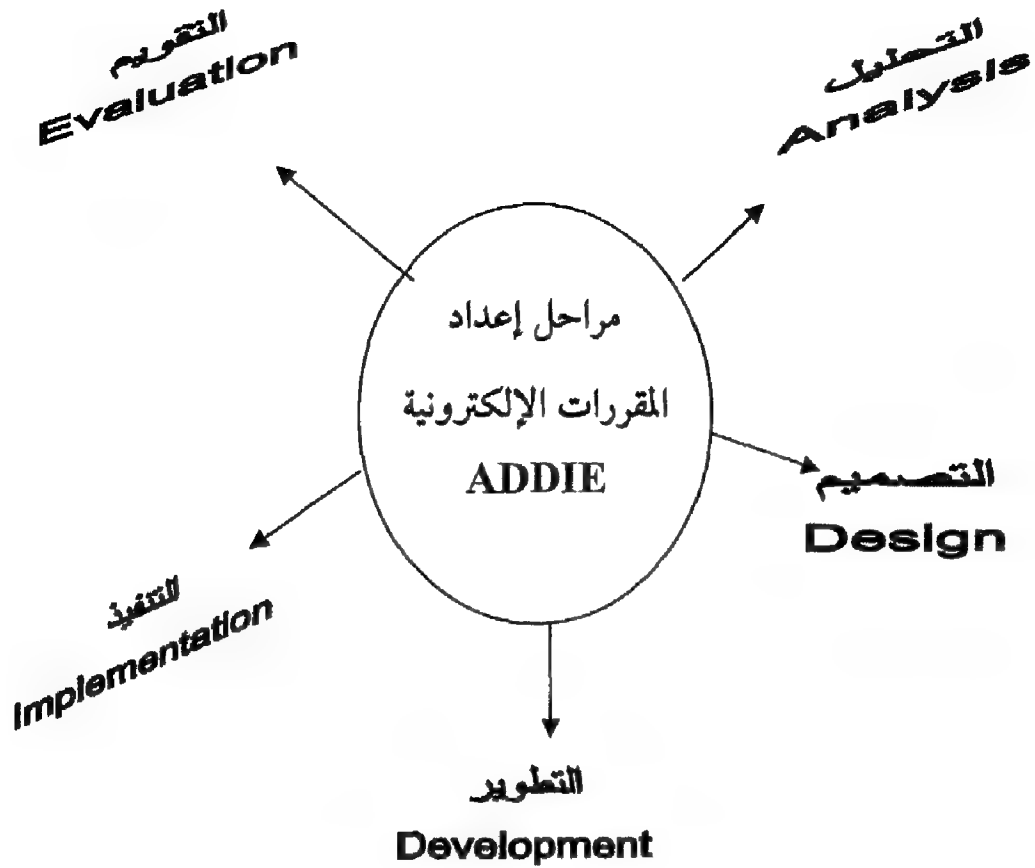 التقويم
Evaluation
التحليل
Analysis
مراحل إعداد
المقررات الإلكترونية
ADDIE
التصميم
Design
التنفيذ
Implementation
التطوير
Development